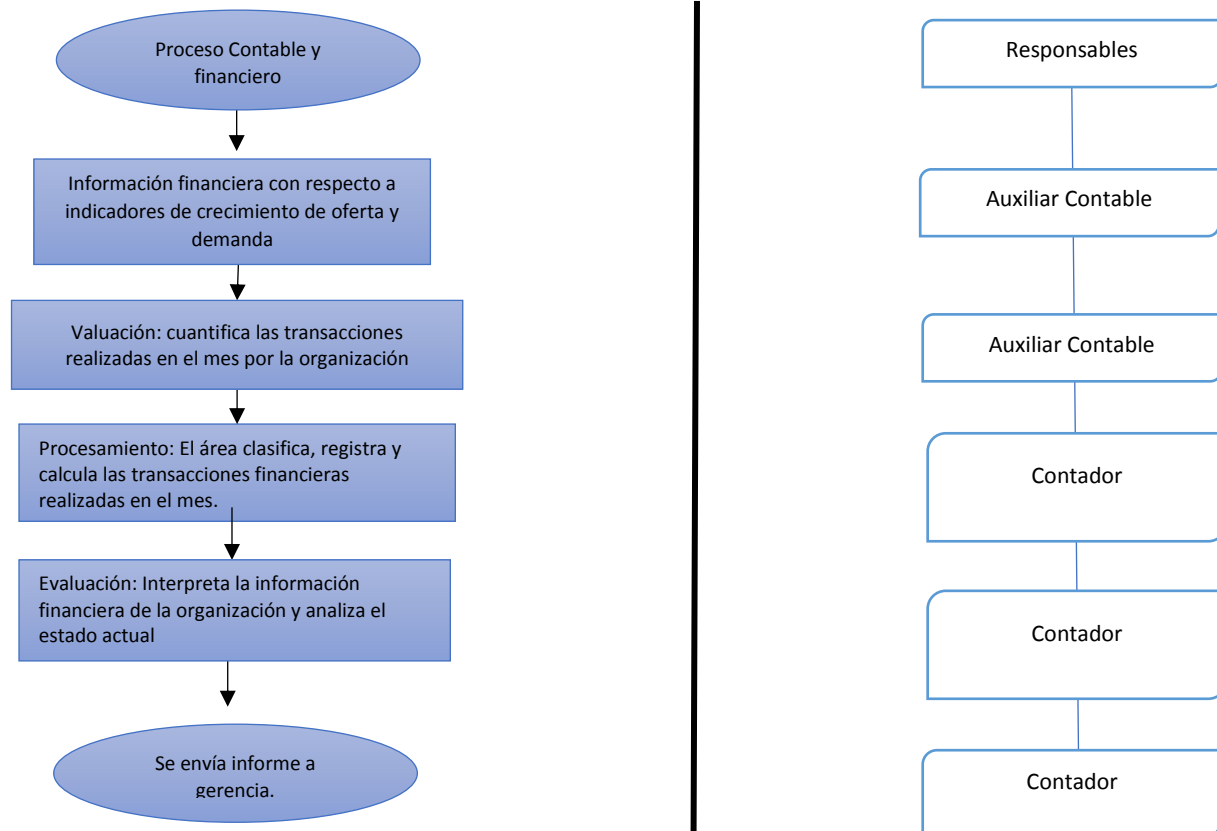 Proceso Contable y
financiero
Información financiera con respecto a
indicadores de crecimiento de oferta y
demanda
Valuación: cuantifica las transacciones
realizadas en el mes por la organización
Procesamiento: El área clasifica, registra y
calcula las transacciones financieras
realizadas en el mes.
Evaluación: Interpreta la información
financiera de la organización y analiza el
estado actual
Se envía informe a
gerencia.
Responsables
Auxiliar Contable
Auxiliar Contable
Contador
Contador
Contador